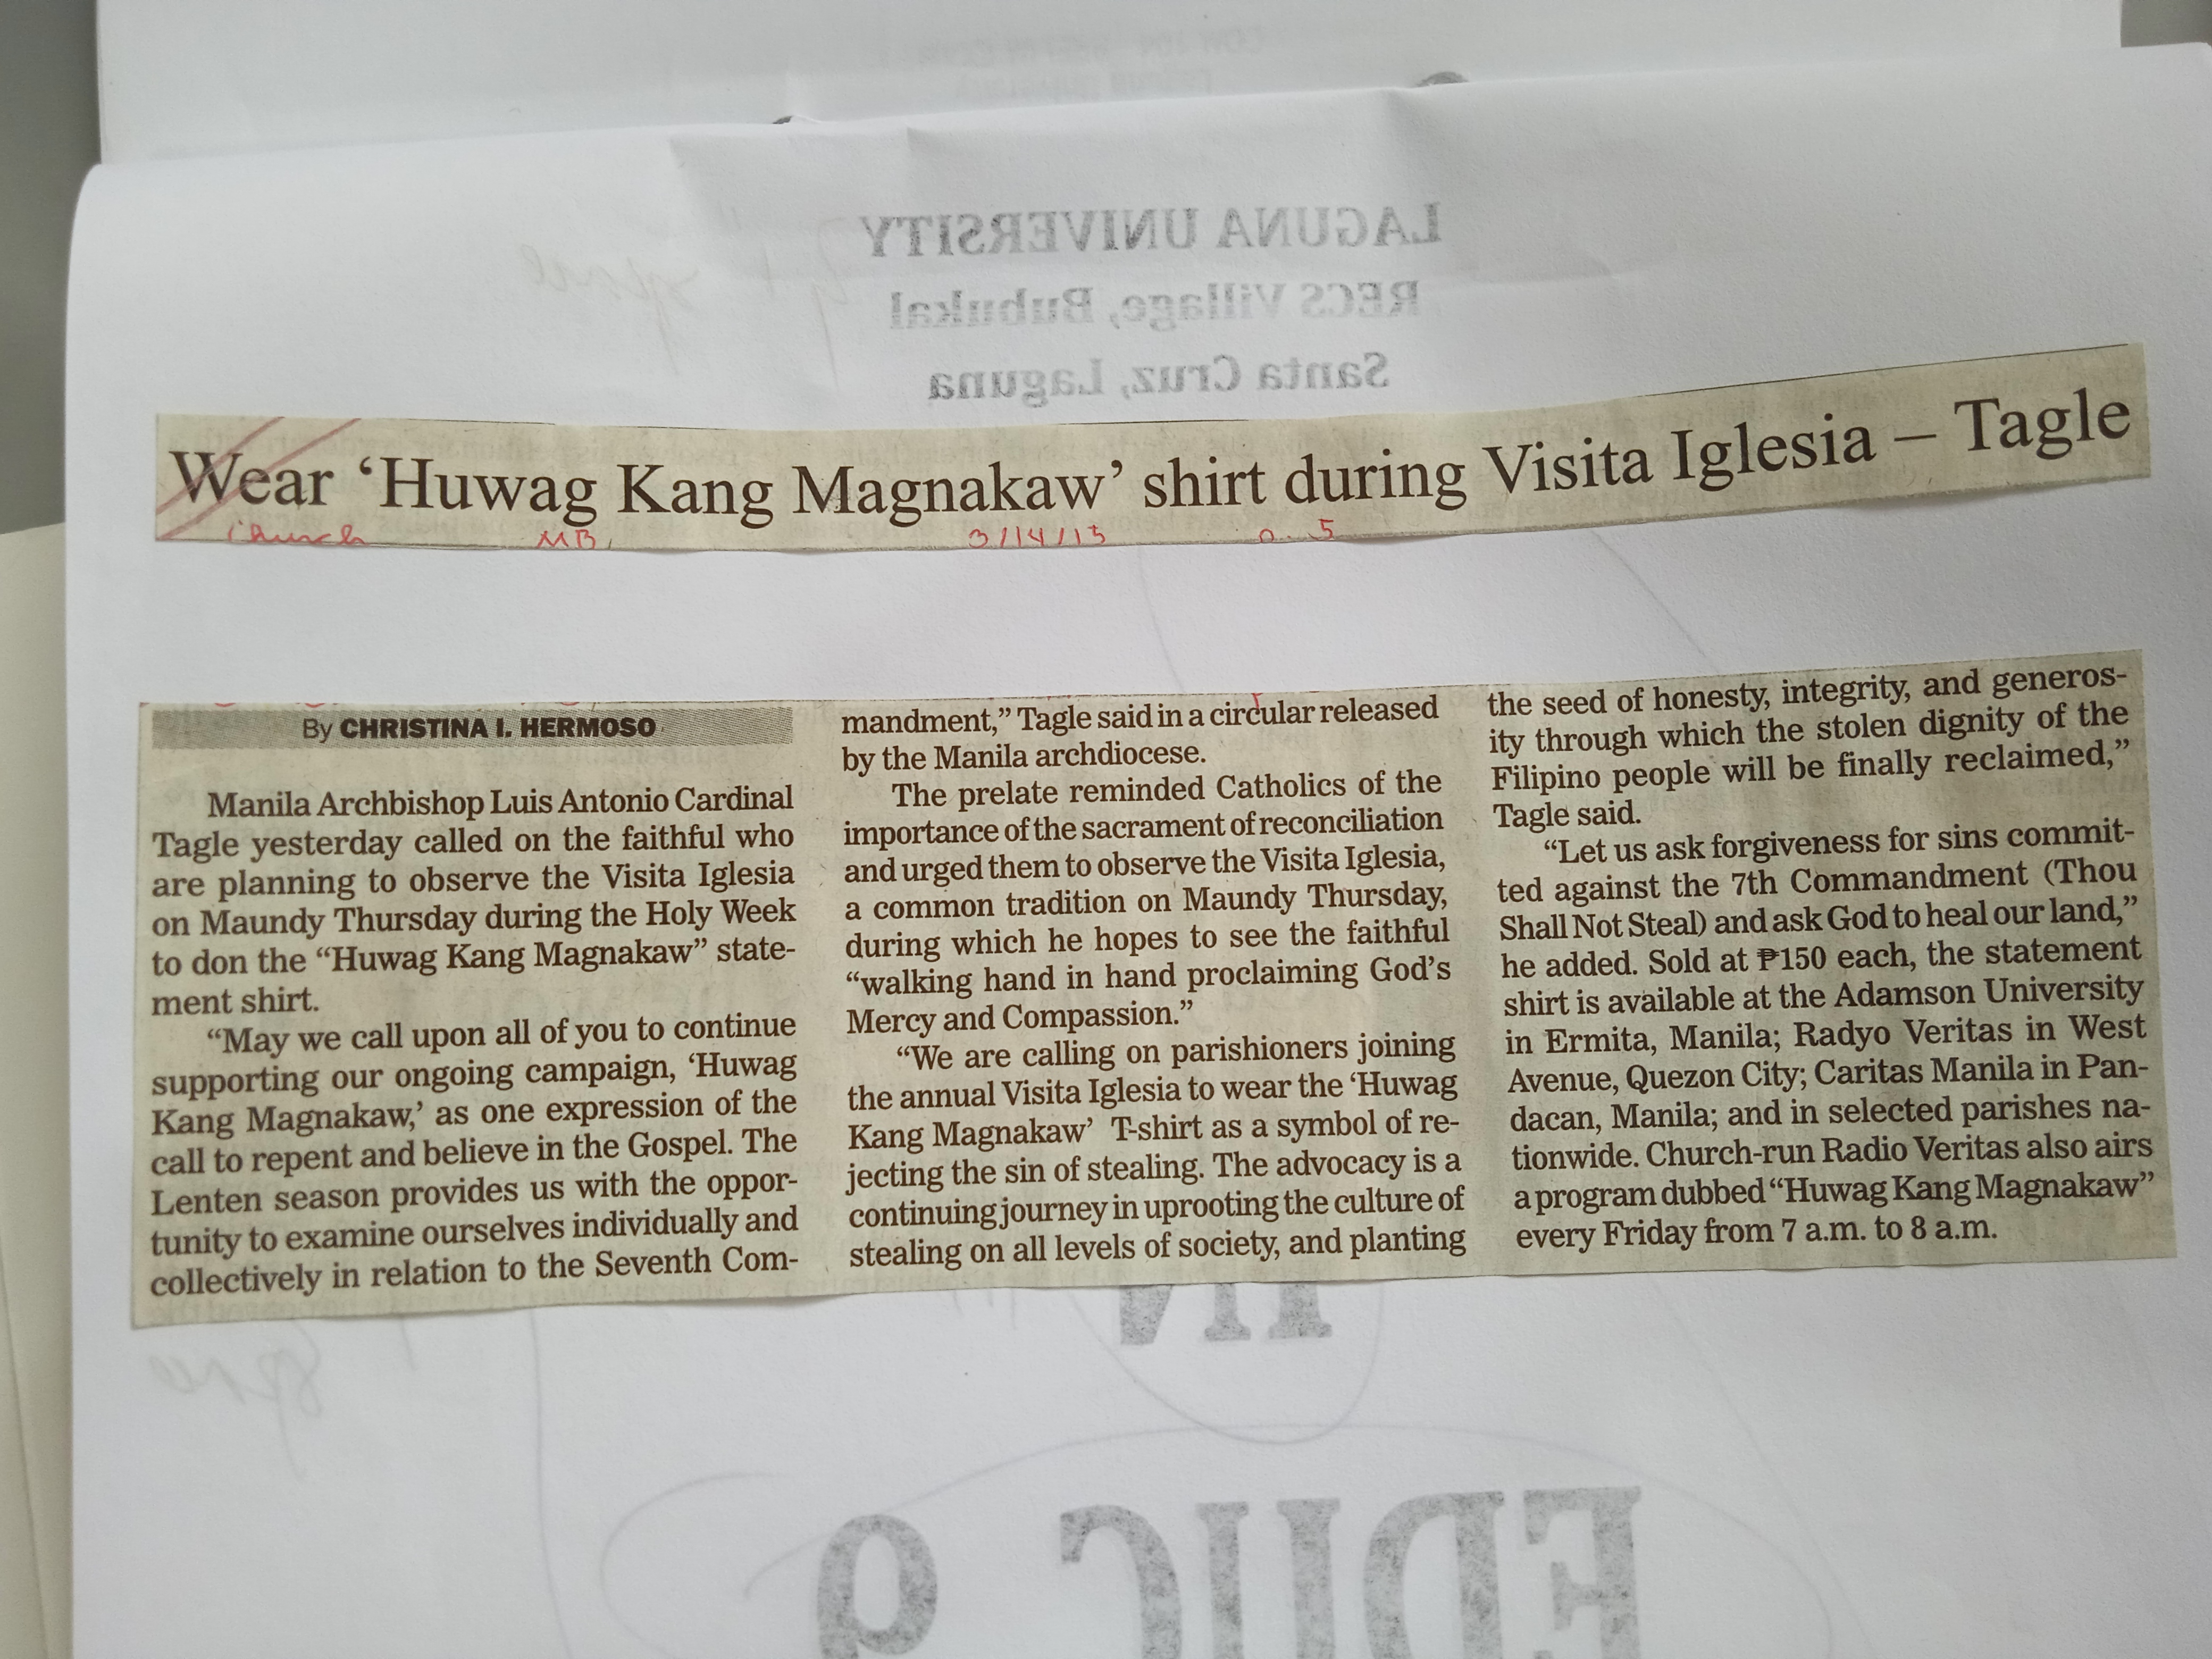 LAGUNA UNIVERSITY
RECS Village, Bubukal
Santa Cruz, Laguna
Wear ‘Huwag Kang Magnakaw’ shirt during Visita Iglesia – Tagle
church MB, 3/14/13 p. 5
By CHRISTINA I. HERMOSO
Manila Archbishop Luis Antonio Cardinal
Tagle yesterday called on the faithful who
are planning to observe the Visita Iglesia
on Maundy Thursday during the Holy Week
to don the “Huwag Kang Magnakaw” state-
ment shirt.
“May we call upon all of you to continue
supporting our ongoing campaign, ‘Huwag
Kang Magnakaw,’ as one expression of the
call to repent and believe in the Gospel. The
Lenten season provides us with the oppor-
tunity to examine ourselves individually and
collectively in relation to the Seventh Com-
mandment,” Tagle said in a circular released
by the Manila archdiocese.
The prelate reminded Catholics of the
importance of the sacrament of reconciliation
and urged them to observe the Visita Iglesia,
a common tradition on Maundy Thursday,
during which he hopes to see the faithful
“walking hand in hand proclaiming God’s
Mercy and Compassion.”
“We are calling on parishioners joining
the annual Visita Iglesia to wear the ‘Huwag
Kang Magnakaw’ T-shirt as a symbol of re-
jecting the sin of stealing. The advocacy is a
continuing journey in uprooting the culture of
stealing on all levels of society, and planting
the seed of honesty, integrity, and generos-
ity through which the stolen dignity of the
Filipino people will be finally reclaimed,”
Tagle said.
“Let us ask forgiveness for sins commit-
ted against the 7th Commandment (Thou
Shall Not Steal) and ask God to heal our land,”
he added. Sold at ₱150 each, the statement
shirt is available at the Adamson University
in Ermita, Manila; Radyo Veritas in West
Avenue, Quezon City; Caritas Manila in Pan-
dacan, Manila; and in selected parishes na-
tionwide. Church-run Radio Veritas also airs
a program dubbed “Huwag Kang Magnakaw”
every Friday from 7 a.m. to 8 a.m.
IN
EDUC 9